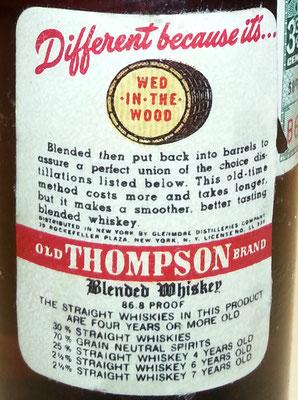 Different because it's...
WED
·IN·THE·
WOOD
Blended then put back into barrels to
assure a perfect union of the choice dis-
tillations listed below. This old-time
method costs more and takes longer,
but it makes a smoother, better tasting
blended whiskey.
DISTRIBUTED IN NEW YORK BY GLENMORE DISTILLERIES COMPANY
30 ROCKEFELLER PLAZA, NEW YORK, N. Y. LICENSE NO. LL
OLD THOMPSON BRAND
Blended Whiskey
86.8 PROOF
THE STRAIGHT WHISKIES IN THIS PRODUCT
ARE FOUR YEARS OR MORE OLD
30 % STRAIGHT WHISKIES
70 % GRAIN NEUTRAL SPIRITS
25 % STRAIGHT WHISKEY 4 YEARS OLD
2½% STRAIGHT WHISKEY 6 YEARS OLD
2½% STRAIGHT WHISKEY 7 YEARS OLD